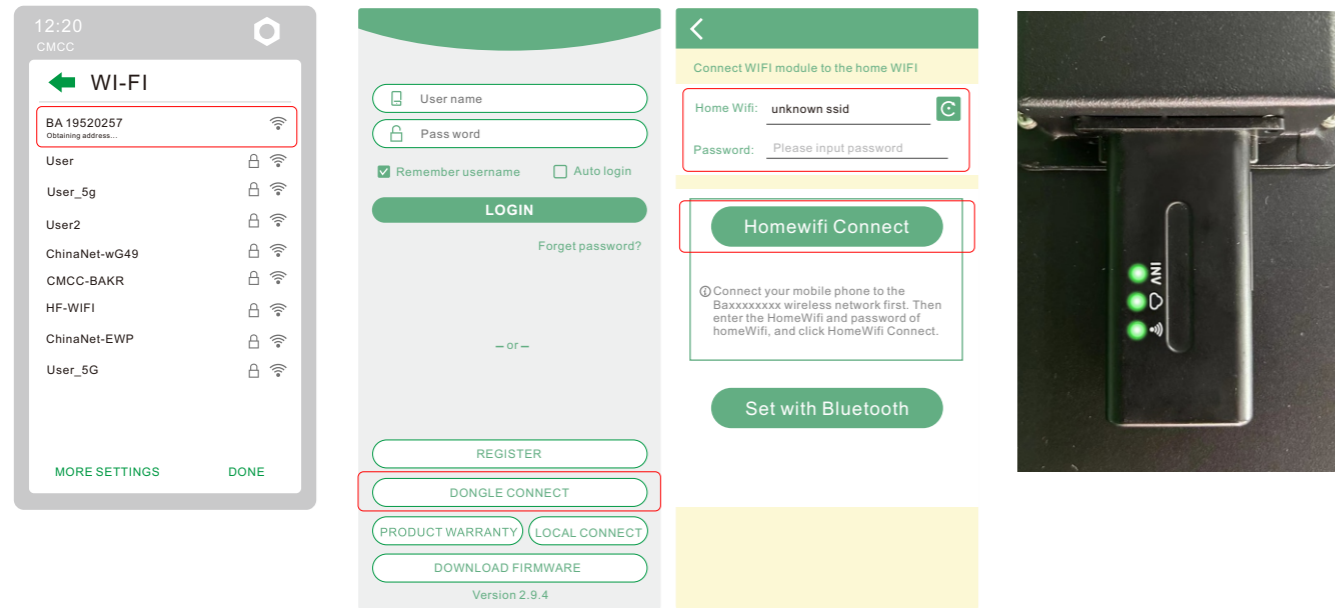 12:20
CMCC
WI-FI
BA 19520257
Obtaining address...
User
User_5g
User2
ChinaNet-wG49
CMCC-BAKR
HF-WIFI
ChinaNet-EWP
User_5G
MORE SETTINGS
DONE
User name
Pass word
Remember username
Auto login
LOGIN
Forget password?
– or –
REGISTER
DONGLE CONNECT
PRODUCT WARRANTY
LOCAL CONNECT
DOWNLOAD FIRMWARE
Version 2.9.4
Connect WIFI module to the home WIFI
Home Wifi: unknown ssid
Password: Please input password
Homewifi Connect
Connect your mobile phone to the
Baxxxxxxxx wireless network first. Then
enter the HomeWifi and password of
homeWifi, and click HomeWifi Connect.
Set with Bluetooth
INV